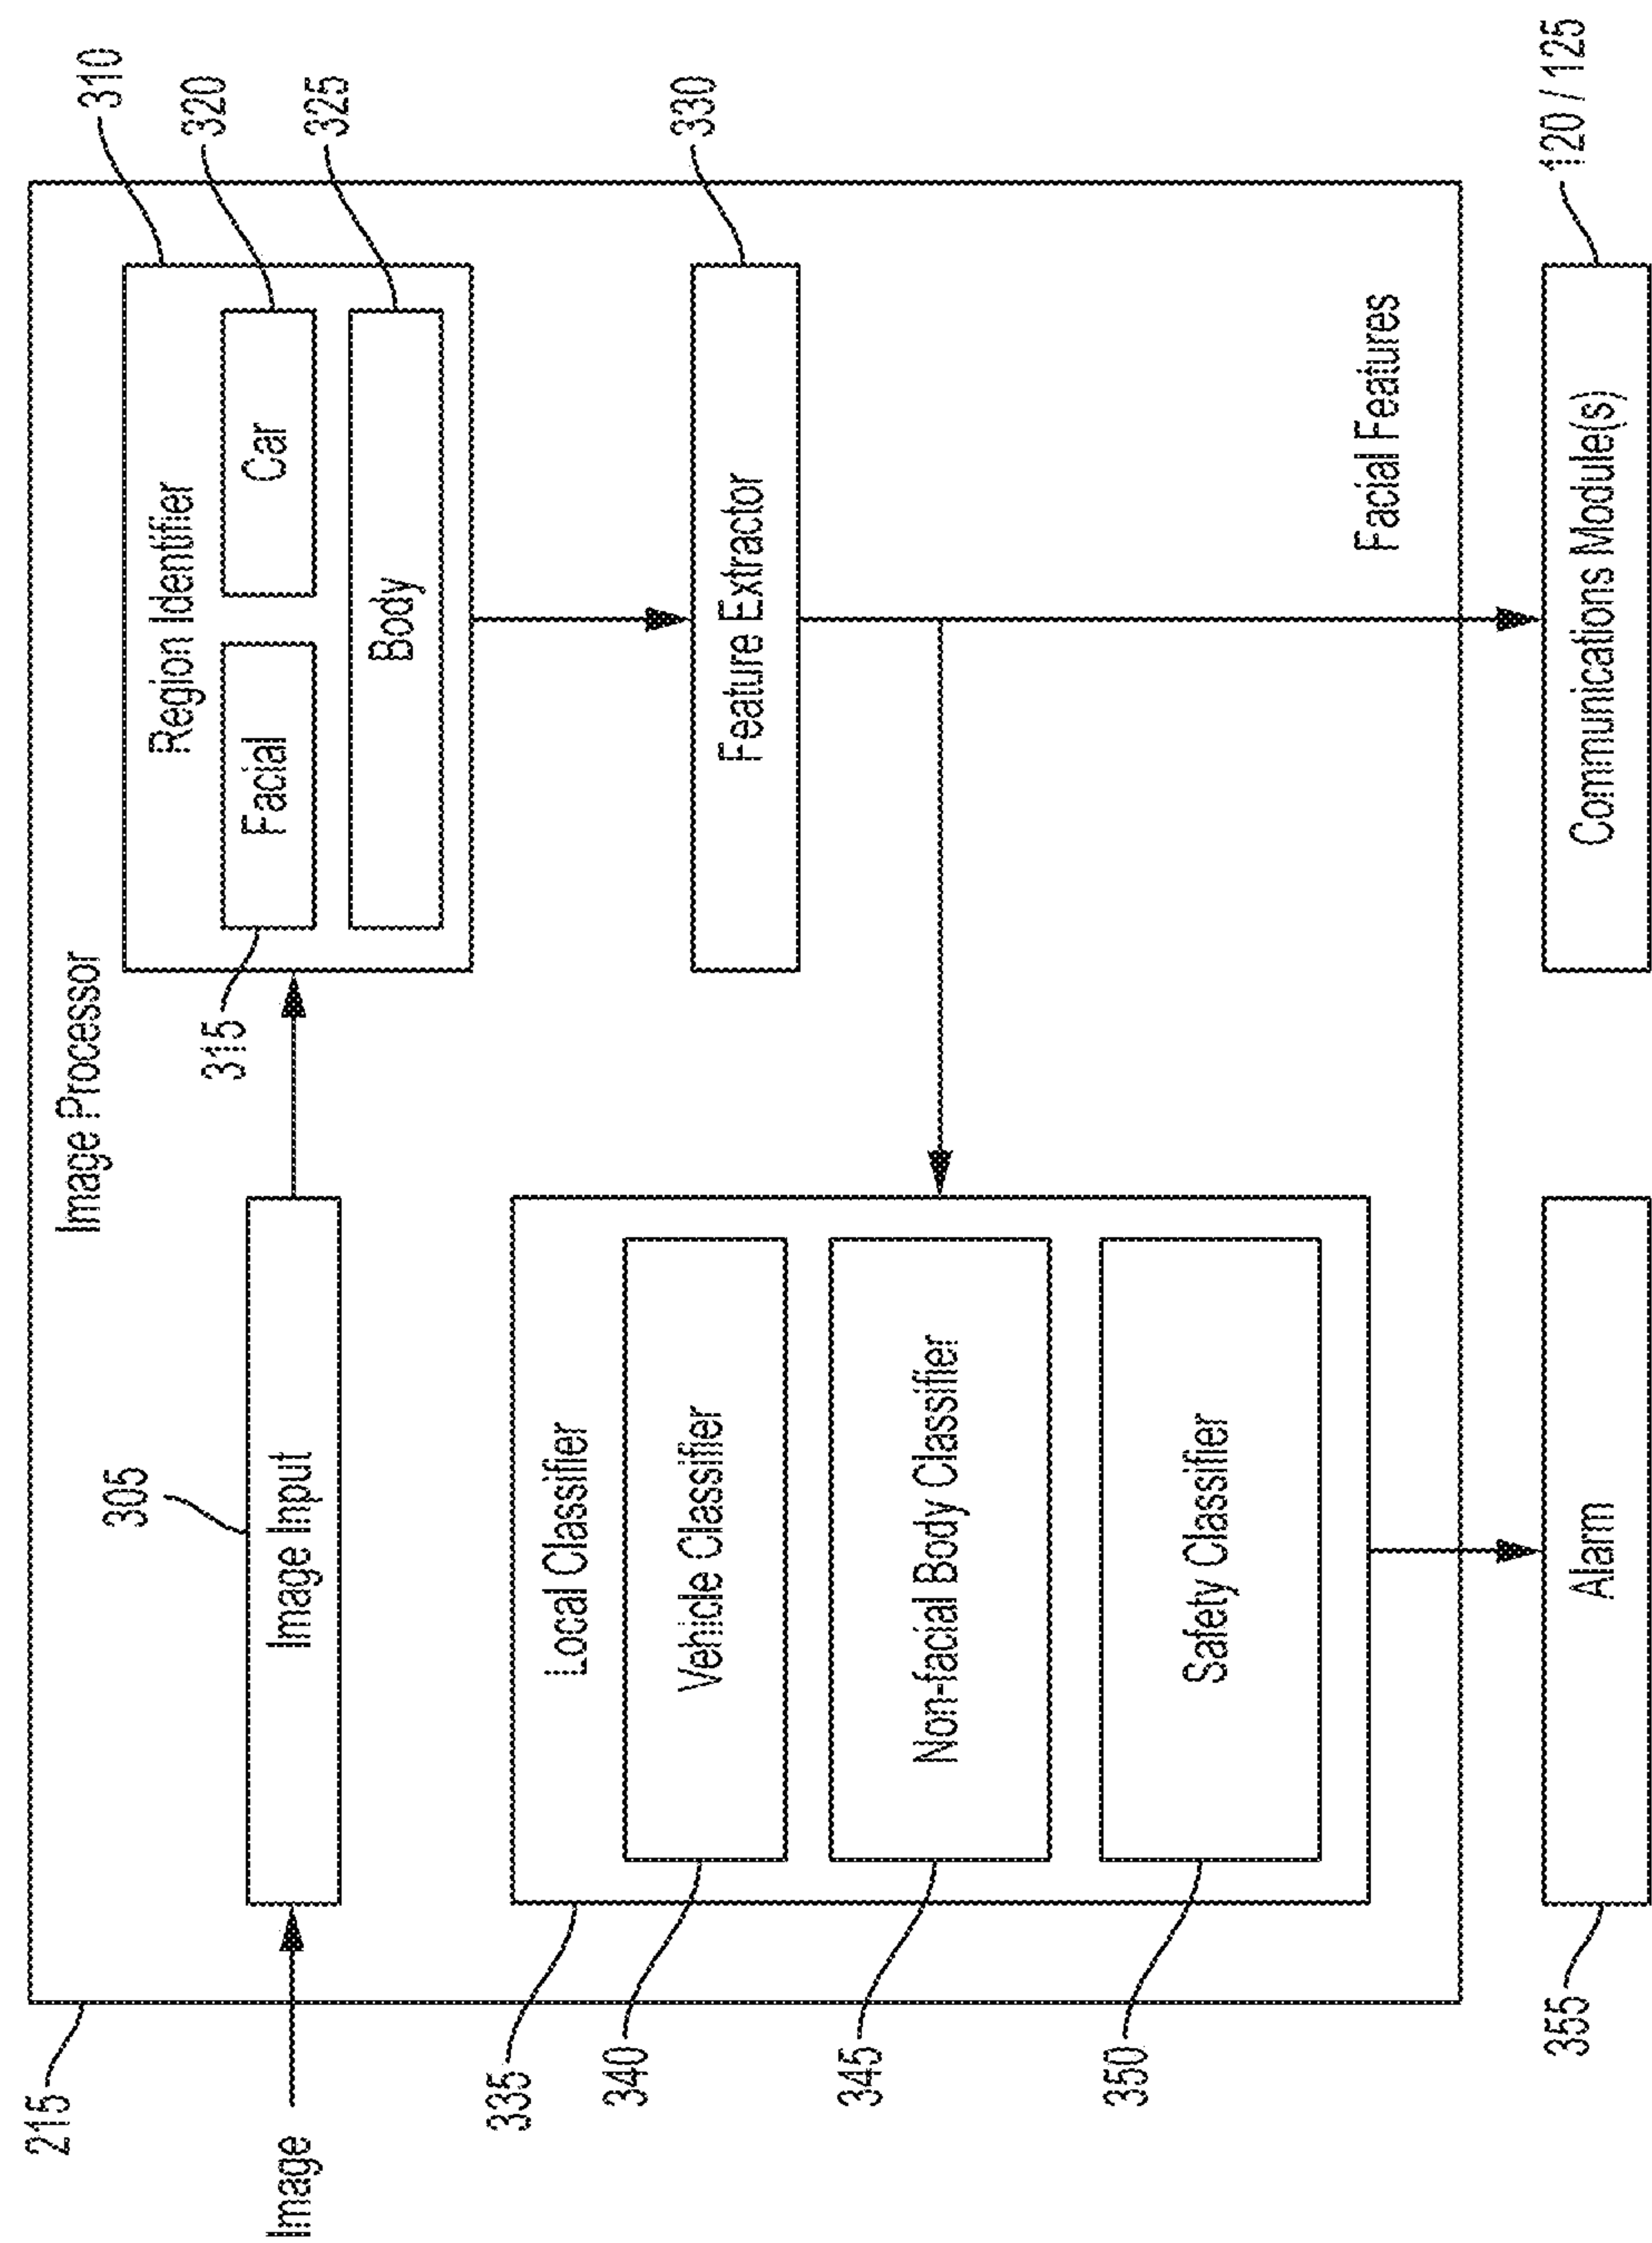 215
Image Processor
310
320
325
Region Identifier
Facial
Car
315
Body
305
Image
Image Input
335
Local Classifier
330
Feature Extractor
340
Vehicle Classifier
345
Non-facial Body Classifier
350
Safety Classifier
Facial Features
355
Alarm
120 / 125
Communications Module(s)